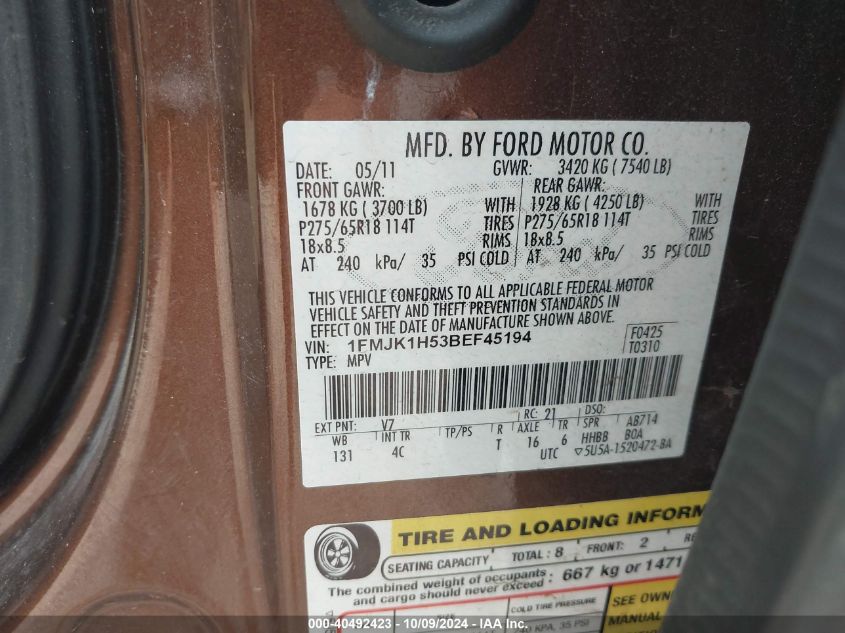 MFD. BY FORD MOTOR CO.
DATE: 05/11 GVWR: 3420 KG ( 7540 LB)
FRONT GAWR: REAR GAWR:
1678 KG ( 3700 LB) WITH 1928 KG ( 4250 LB) WITH
P275/65R18 114T TIRES P275/65R18 114T TIRES
18x8.5 RIMS 18x8.5 RIMS
AT 240 kPa/ 35 PSI COLD AT 240 kPa/ 35 PSI COLD
THIS VEHICLE CONFORMS TO ALL APPLICABLE FEDERAL MOTOR
VEHICLE SAFETY AND THEFT PREVENTION STANDARDS IN
EFFECT ON THE DATE OF MANUFACTURE SHOWN ABOVE.
VIN: 1FMJK1H53BEF45194 F0425
TYPE: MPV T0310
EXT PNT: V7 RC: 21 DSO:
WB INT TR TP/PS R AXLE TR SPR AB714
131 4C T 16 6 HHBB B0A
UTC ▽5U5A-1520472-BA
TIRE AND LOADING INFORM
SEATING CAPACITY TOTAL : 8 FRONT: 2
The combined weight of occupants : 667 kg or 1471
and cargo should never exceed
COLD TIRE PRESSURE SEE OWN
MANUAL
KPA, 35 PSI
000-40492423 - 10/09/2024 - IAA Inc.